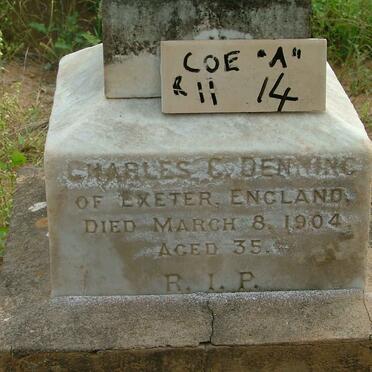 COE "A"
R 11 14
CHARLES C. DENNING
OF EXETER, ENGLAND.
DIED MARCH 8, 1904,
AGED 35.
R. I. P.